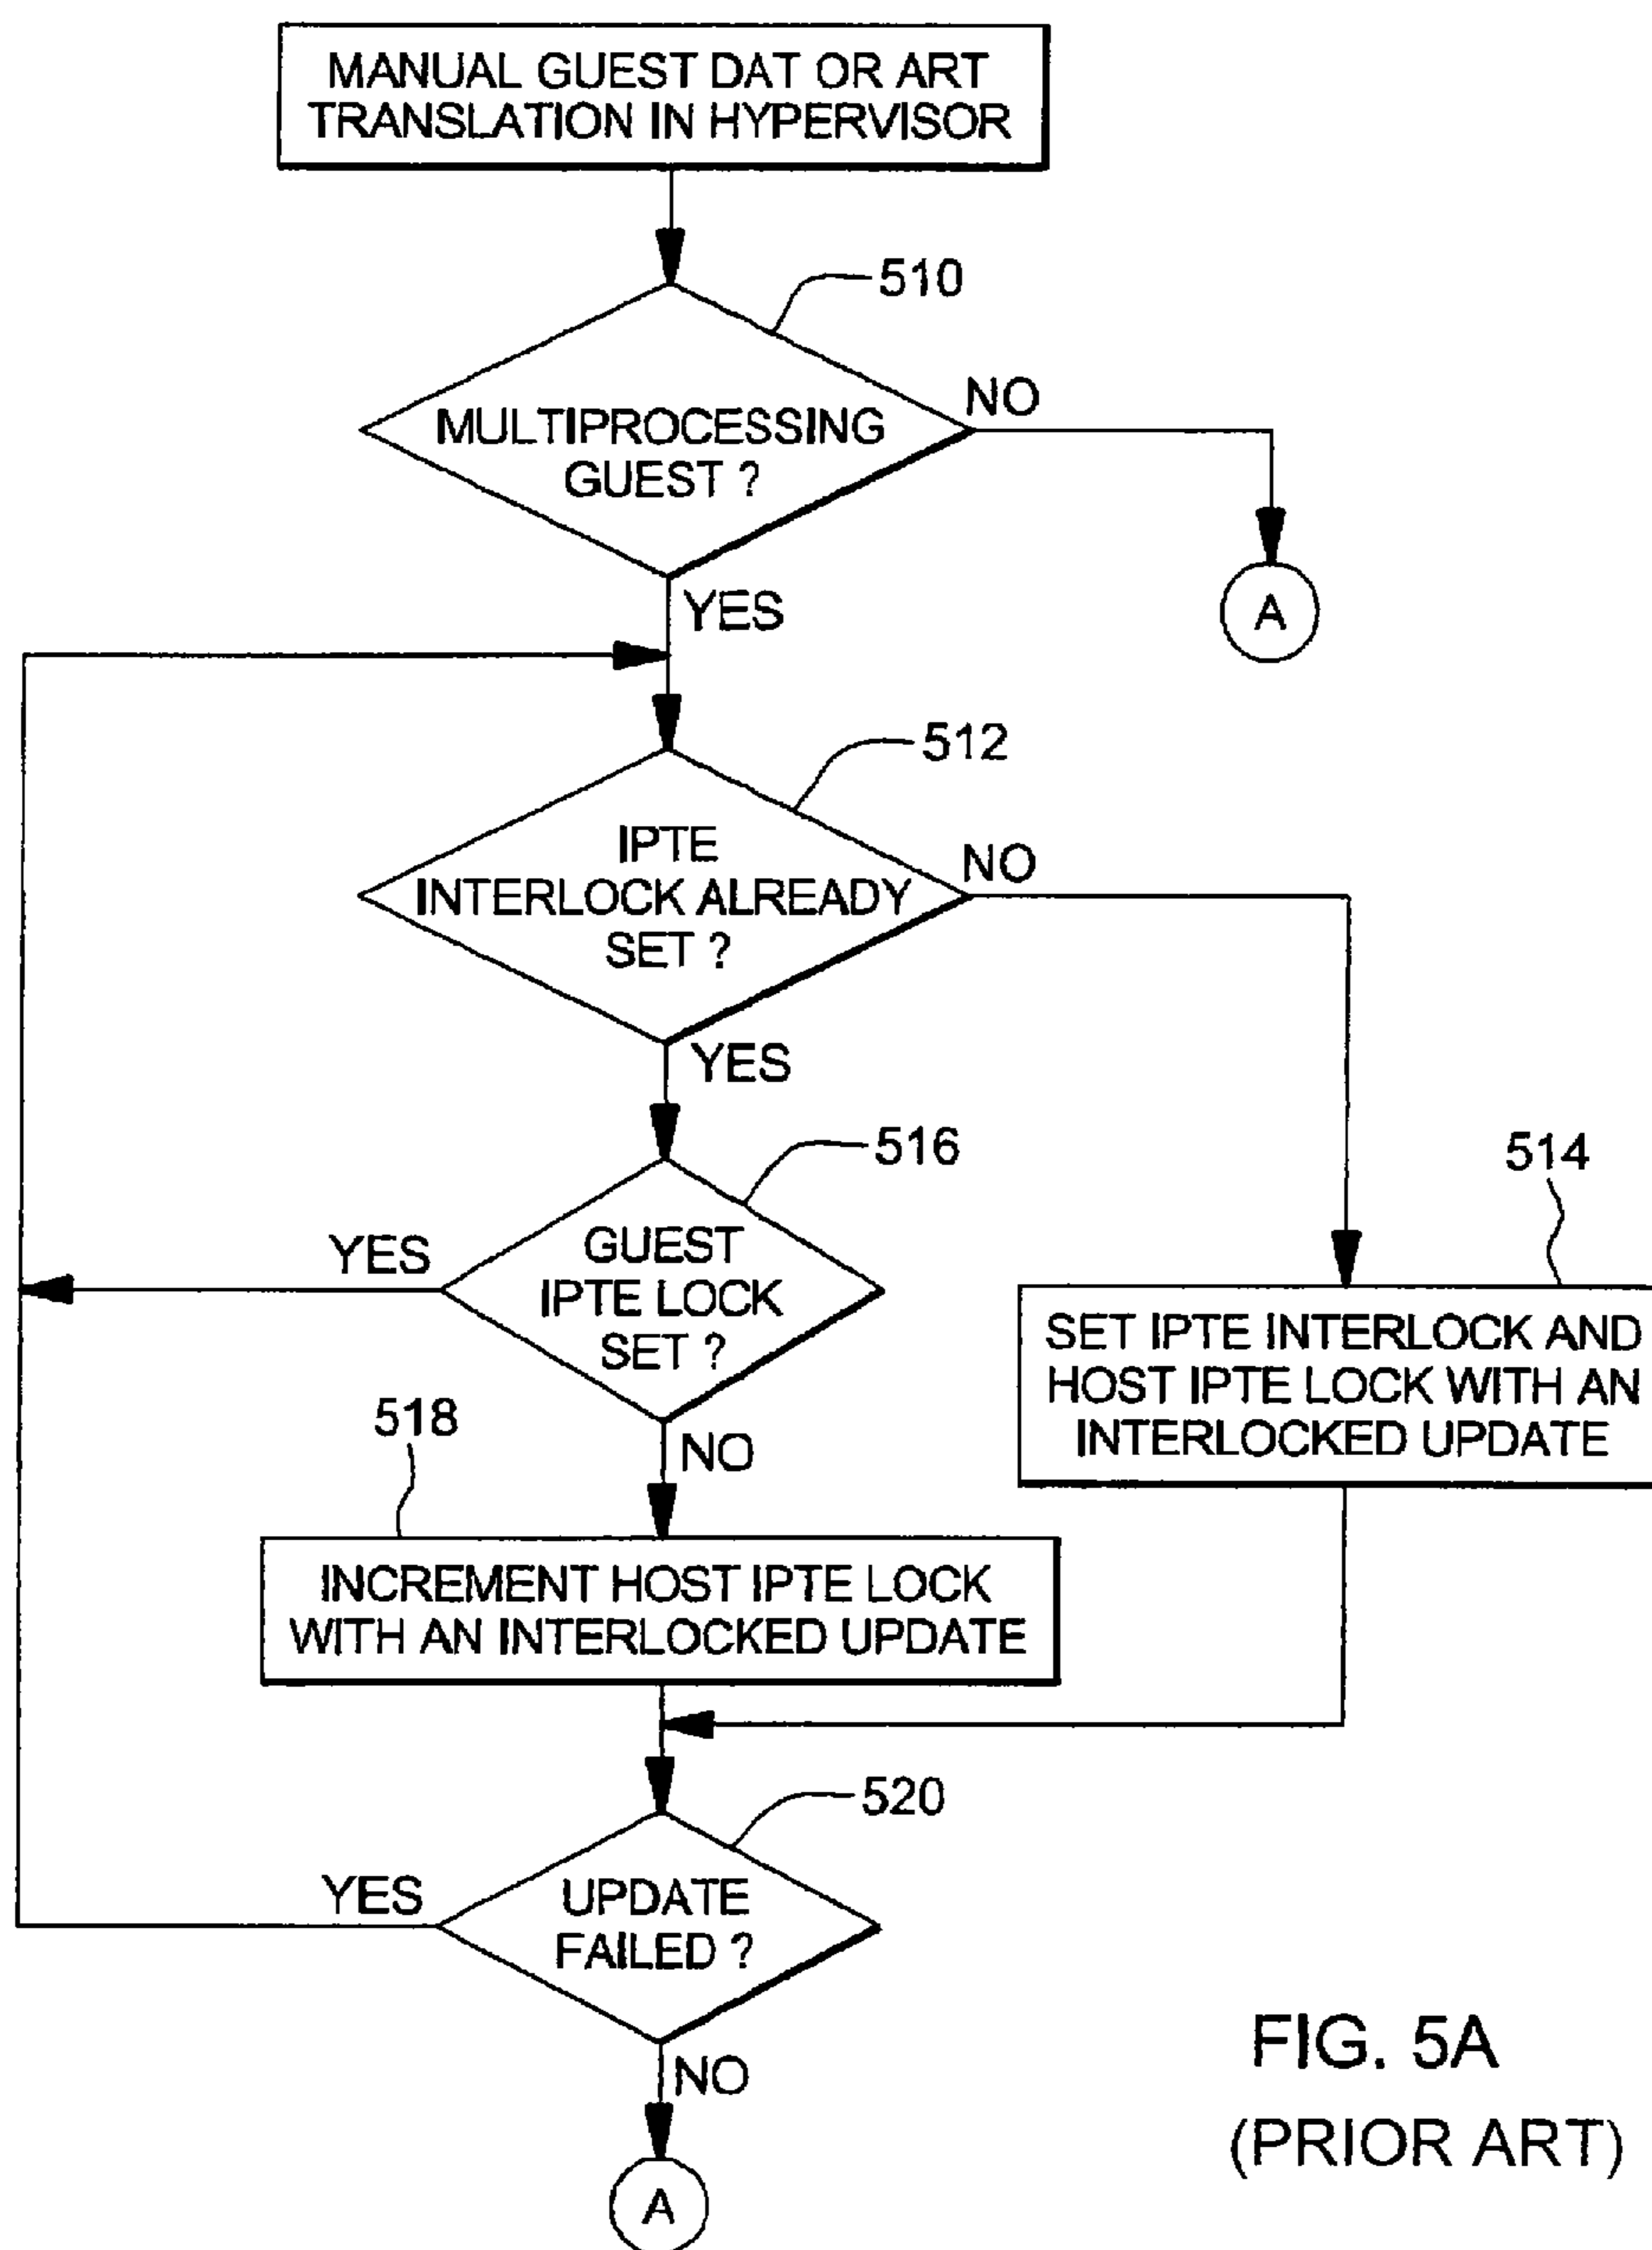 MANUAL GUEST DAT OR ART
TRANSLATION IN HYPERVISOR
510
MULTIPROCESSING
GUEST ?
NO
A
YES
512
IPTE
INTERLOCK ALREADY
SET ?
NO
YES
516
514
GUEST
IPTE LOCK
SET ?
YES
SET IPTE INTERLOCK AND
HOST IPTE LOCK WITH AN
INTERLOCKED UPDATE
518
NO
INCREMENT HOST IPTE LOCK
WITH AN INTERLOCKED UPDATE
520
UPDATE
FAILED ?
YES
NO
A
FIG. 5A
(PRIOR ART)